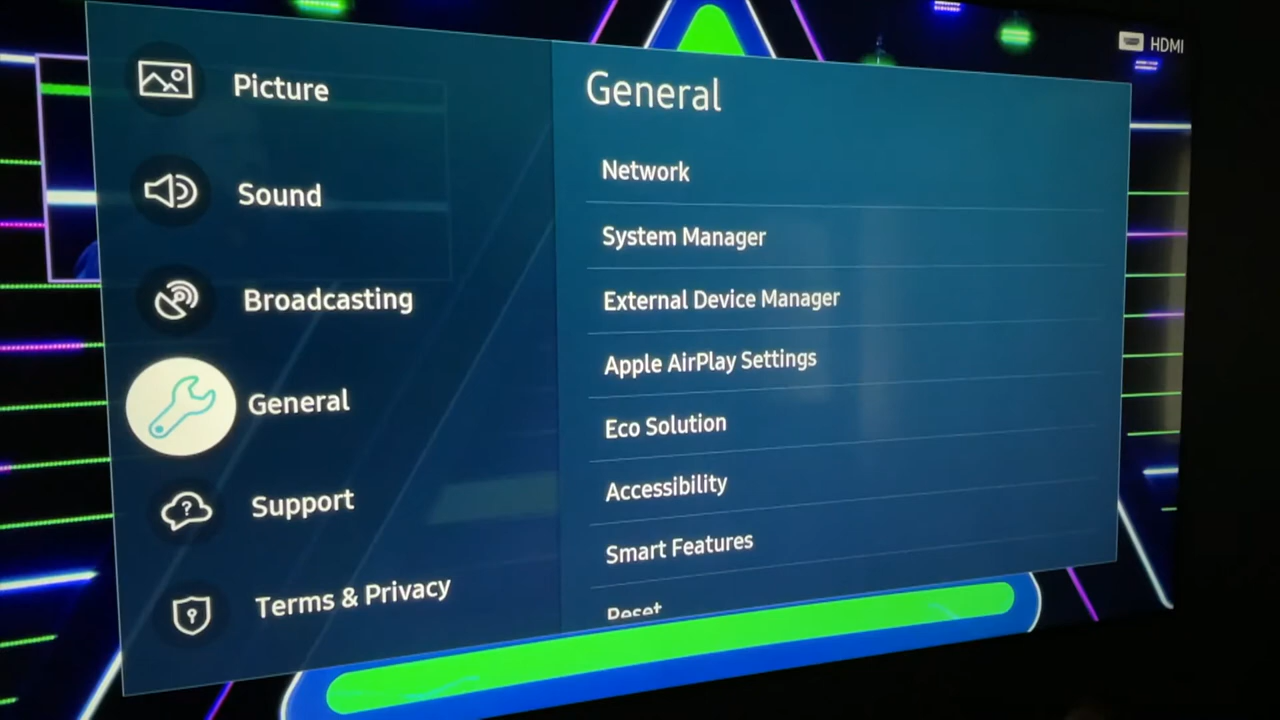 Picture
Sound
Broadcasting
General
Support
Terms & Privacy
General
Network
System Manager
External Device Manager
Apple AirPlay Settings
Eco Solution
Accessibility
Smart Features
Reset
HDMI